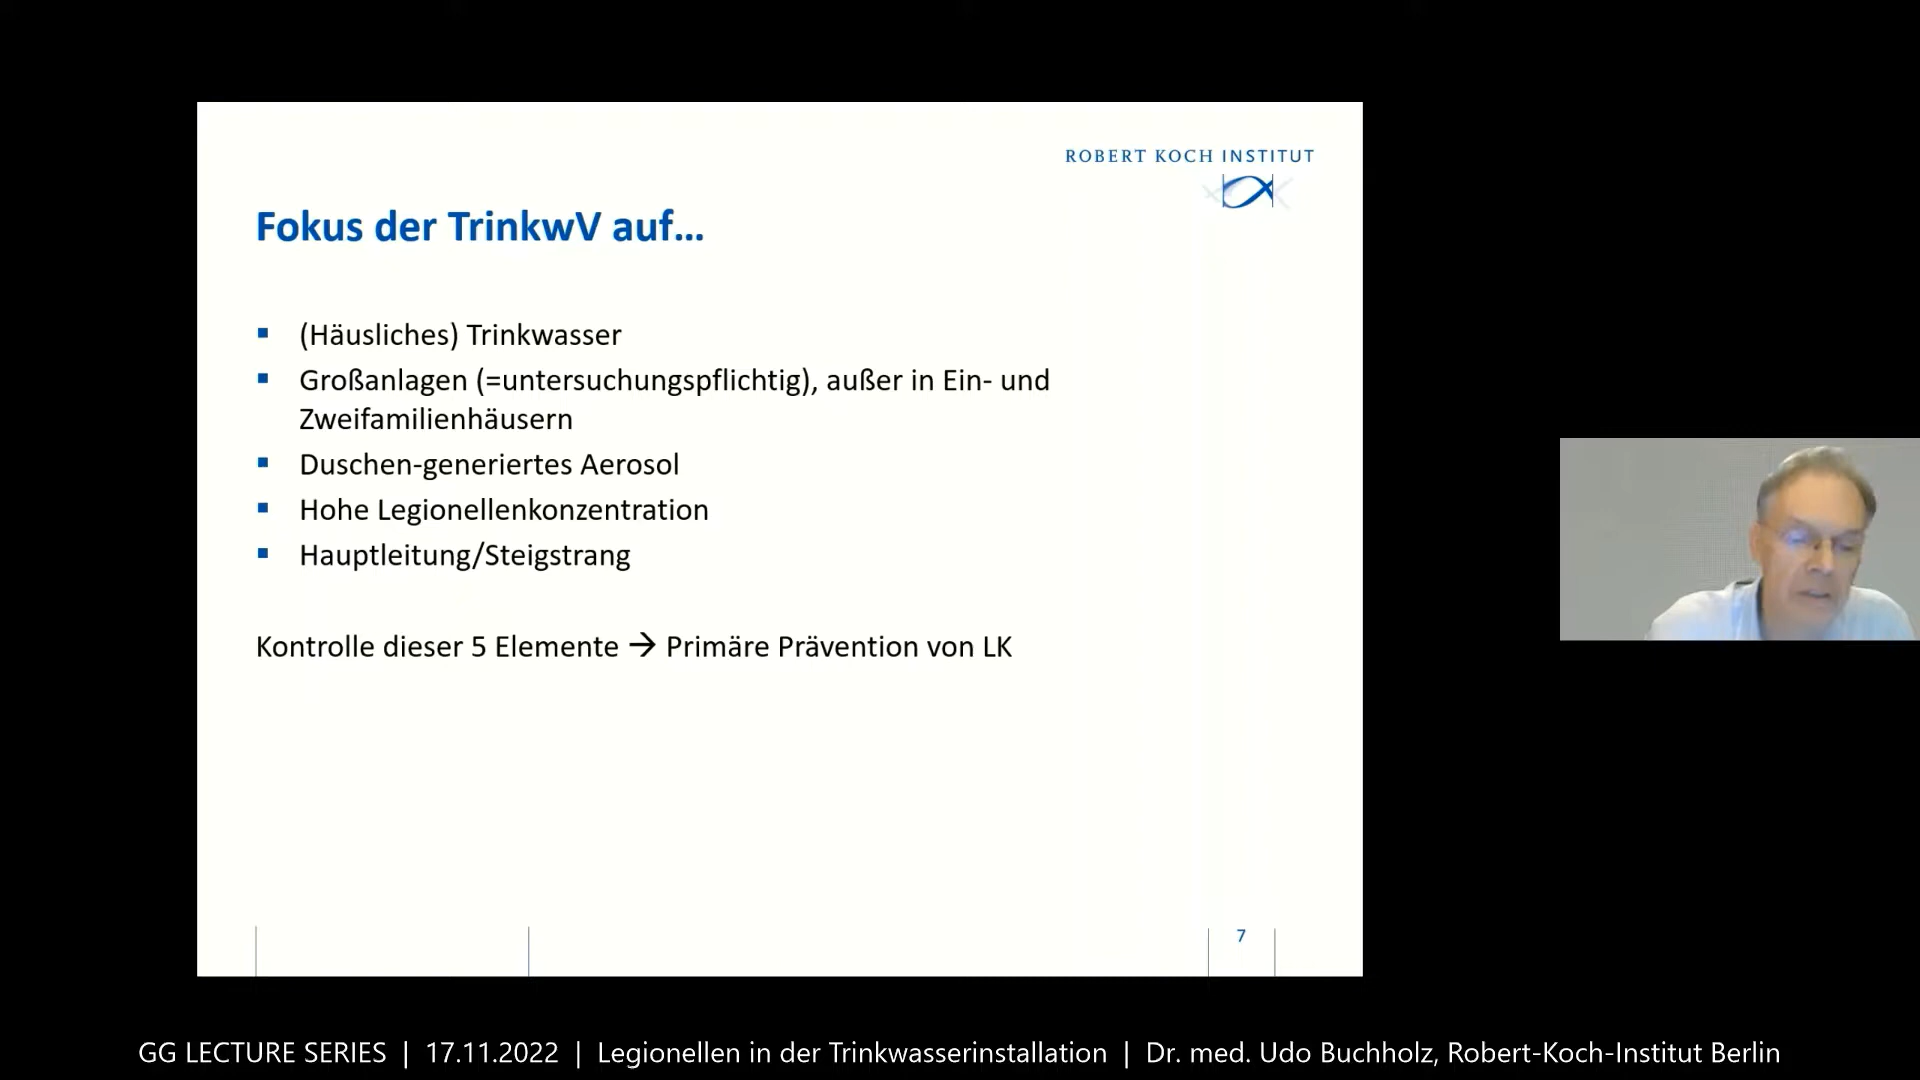 ROBERT KOCH INSTITUT
Fokus der TrinkwV auf...
▪ (Häusliches) Trinkwasser
▪ Großanlagen (=untersuchungspflichtig), außer in Ein- und
Zweifamilienhäusern
▪ Duschen-generiertes Aerosol
▪ Hohe Legionellenkonzentration
▪ Hauptleitung/Steigstrang
Kontrolle dieser 5 Elemente → Primäre Prävention von LK
7
GG LECTURE SERIES | 17.11.2022 | Legionellen in der Trinkwasserinstallation | Dr. med. Udo Buchholz, Robert-Koch-Institut Berlin